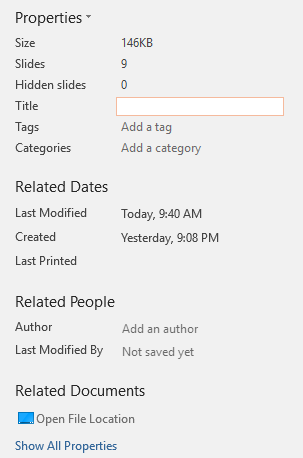 Properties
Size 146KB
Slides 9
Hidden slides 0
Title
Tags Add a tag
Categories Add a category
Related Dates
Last Modified Today, 9:40 AM
Created Yesterday, 9:08 PM
Last Printed
Related People
Author Add an author
Last Modified By Not saved yet
Related Documents
Open File Location
Show All Properties